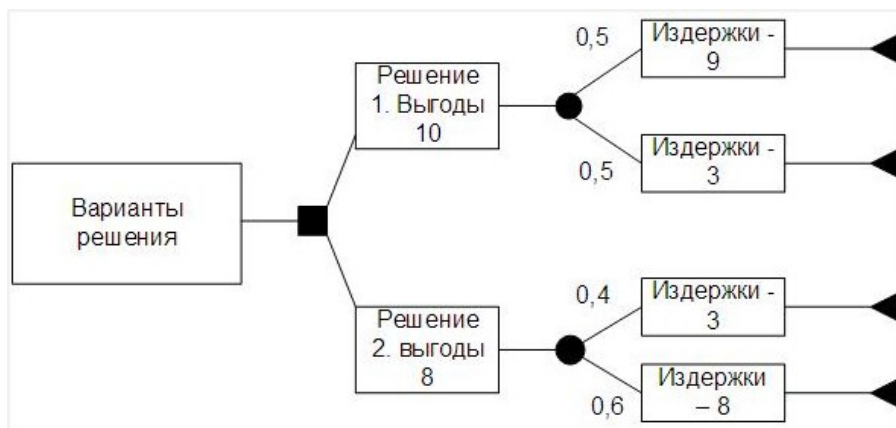 Варианты
решения
Решение
1. Выгоды
10
0,5
Издержки -
9
0,5
Издержки -
3
Решение
2. выгоды
8
0,4
Издержки -
3
0,6
Издержки
– 8